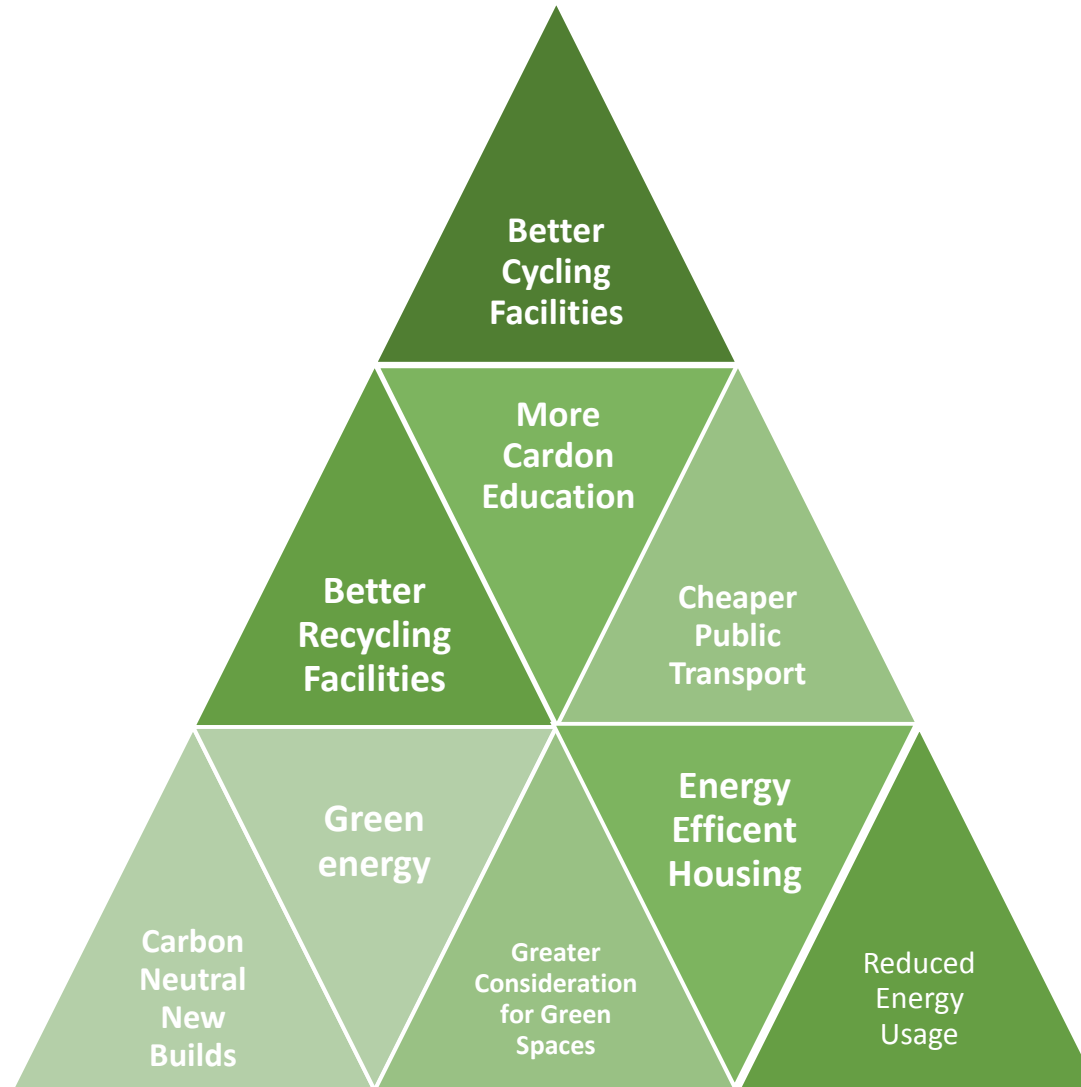 Better
Cycling
Facilities
More
Cardon
Education
Better
Recycling
Facilities
Cheaper
Public
Transport
Green
energy
Energy
Efficent
Housing
Carbon
Neutral
New
Builds
Greater
Consideration
for Green
Spaces
Reduced
Energy
Usage